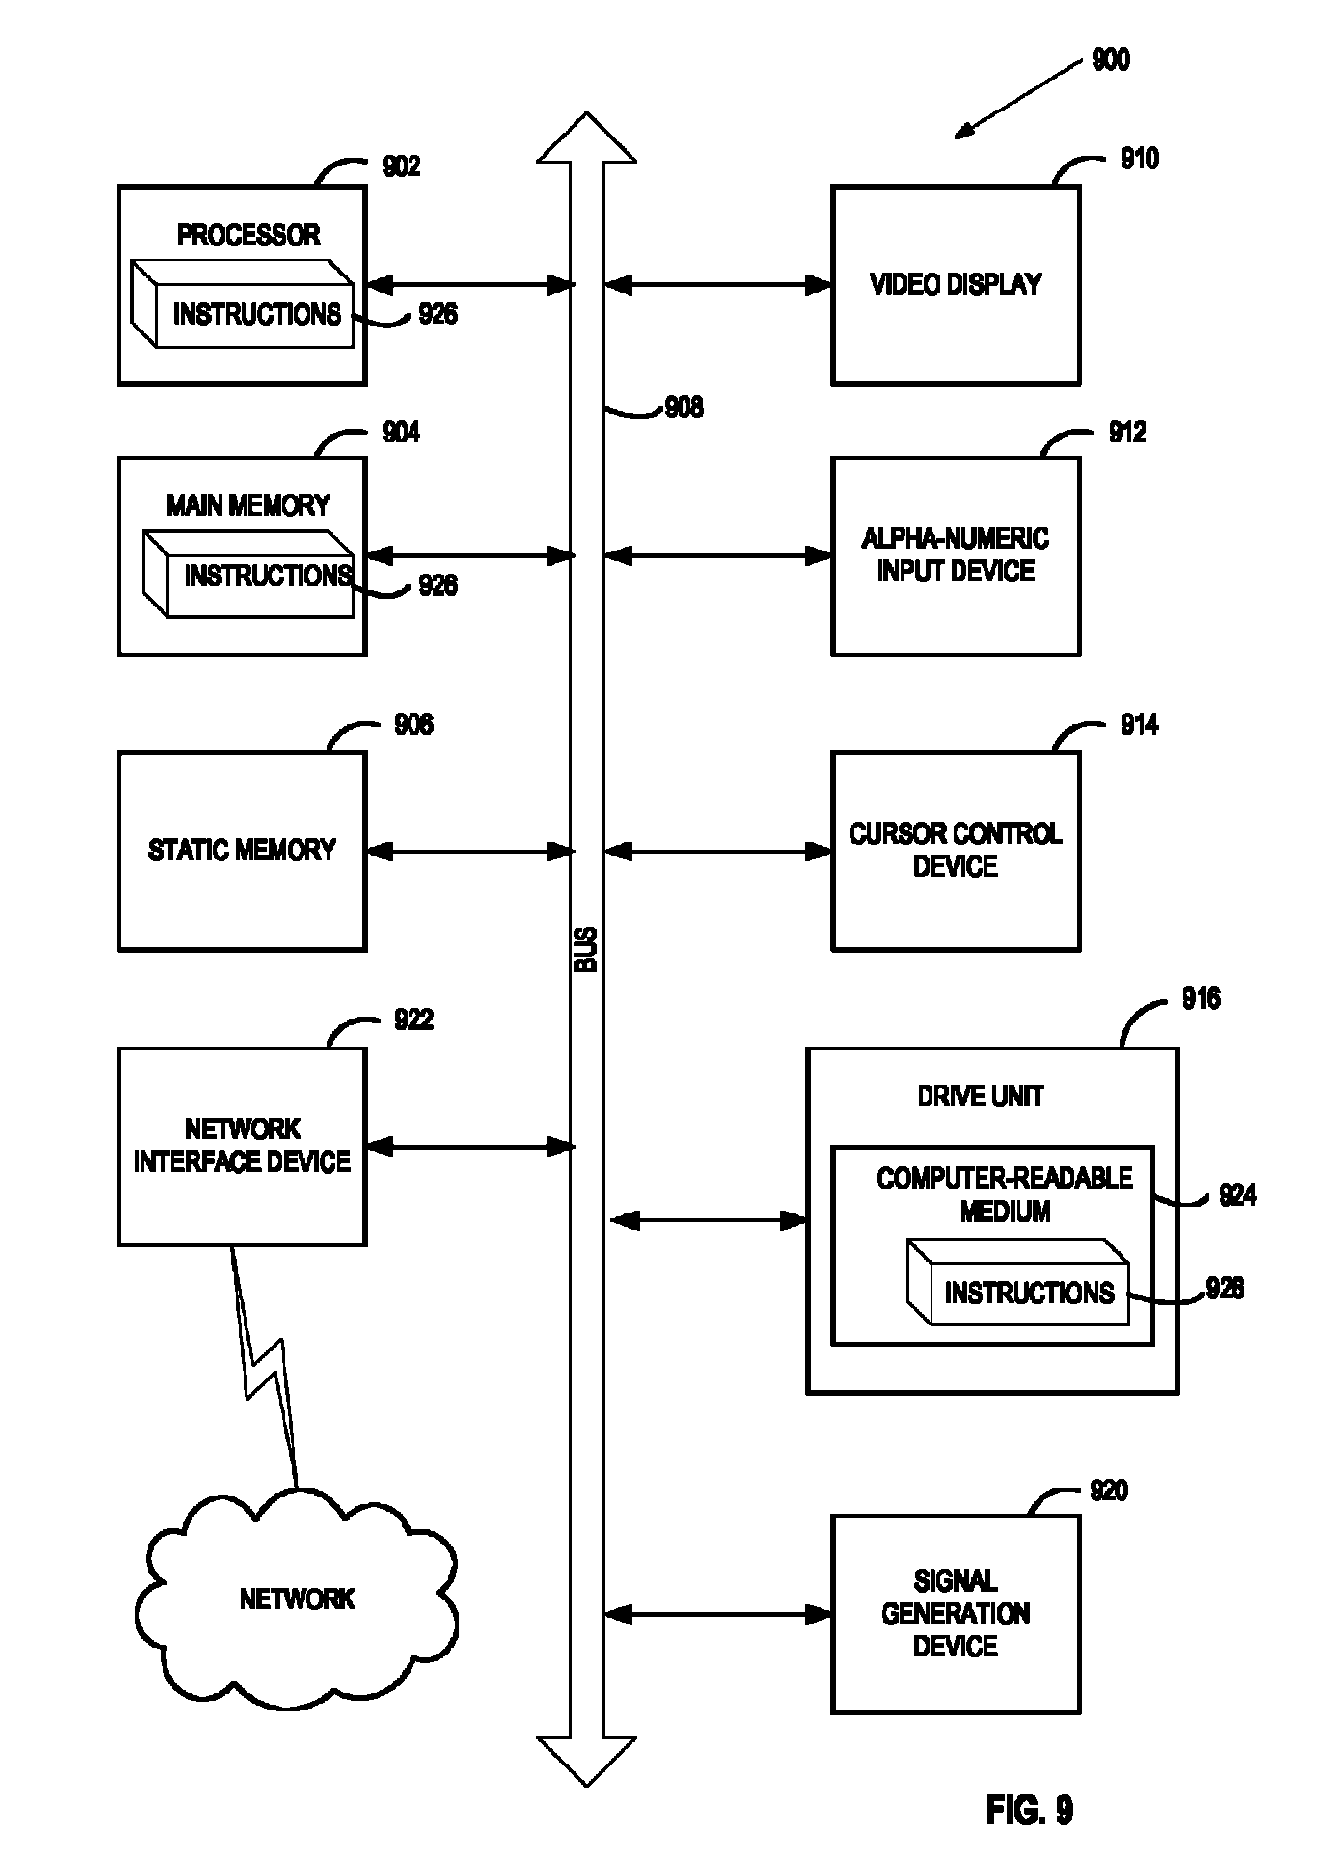 900
902
PROCESSOR
INSTRUCTIONS
926
910
VIDEO DISPLAY
908
904
MAIN MEMORY
INSTRUCTIONS
926
912
ALPHA-NUMERIC
INPUT DEVICE
906
STATIC MEMORY
914
CURSOR CONTROL
DEVICE
BUS
922
NETWORK
INTERFACE DEVICE
916
DRIVE UNIT
COMPUTER-READABLE
MEDIUM
924
INSTRUCTIONS
926
NETWORK
920
SIGNAL
GENERATION
DEVICE
FIG. 9